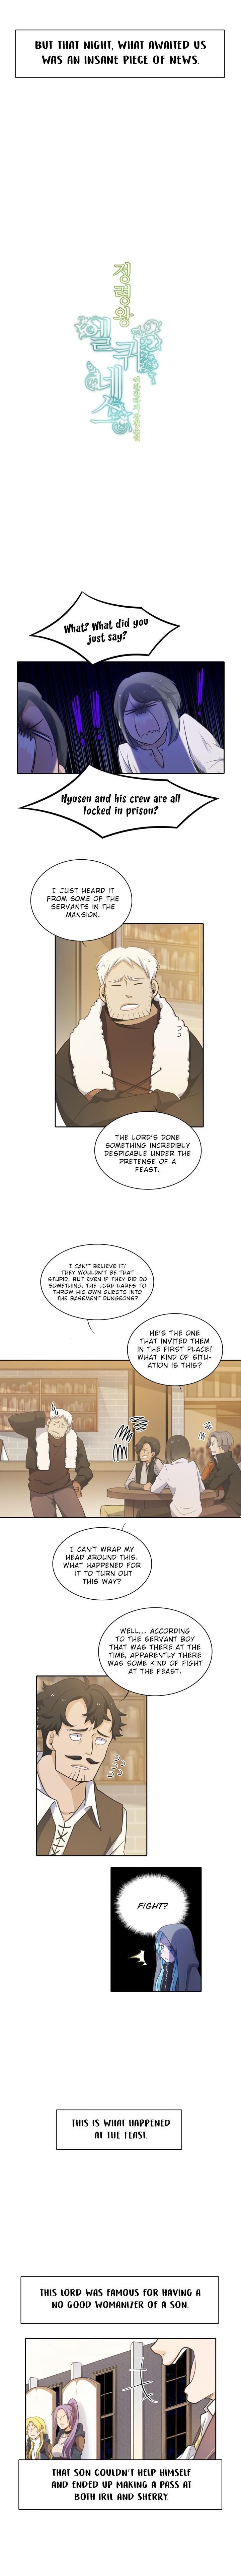 BUT THAT NIGHT, WHAT AWAITED US
WAS AN INSANE PIECE OF NEWS.
정령왕
엘퀴
네스
What? What did you
just say?
Hyusen and his crew are all
locked in prison?
I JUST HEARD IT
FROM SOME OF THE
SERVANTS IN THE
MANSION.
THE LORD'S DONE
SOMETHING INCREDIBLY
DESPICABLE UNDER THE
PRETENSE OF A
FEAST.
I CAN'T BELIEVE IT!
THEY WOULDN'T BE THAT
STUPID. BUT EVEN IF THEY DID DO
SOMETHING, THE LORD DARES TO
THROW HIS OWN GUESTS INTO
THE BASEMENT DUNGEONS?
HE'S THE ONE
THAT INVITED THEM
IN THE FIRST PLACE!
WHAT KIND OF SITU-
ATION IS THIS?
I CAN'T WRAP MY
HEAD AROUND THIS.
WHAT HAPPENED FOR
IT TO TURN OUT
THIS WAY?
WELL... ACCORDING
TO THE SERVANT BOY
THAT WAS THERE AT THE
TIME, APPARENTLY THERE
WAS SOME KIND OF FIGHT
AT THE FEAST.
FIGHT?
THIS IS WHAT HAPPENED
AT THE FEAST.
THIS LORD WAS FAMOUS FOR HAVING A
NO GOOD WOMANIZER OF A SON.
THAT SON COULDN'T HELP HIMSELF
AND ENDED UP MAKING A PASS AT
BOTH IRIL AND SHERRY.